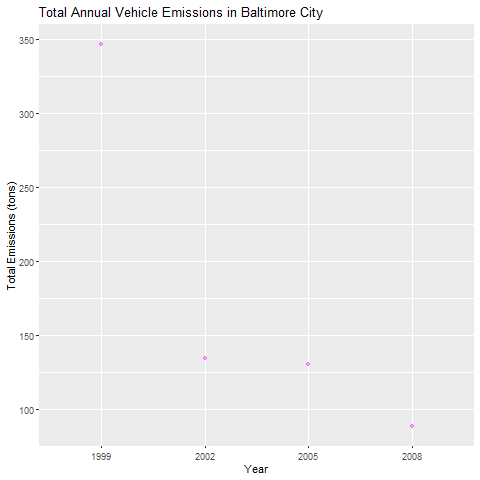 Total Annual Vehicle Emissions in Baltimore City
350
300
250
200
150
100
Total Emissions (tons)
1999 2002 2005 2008
Year